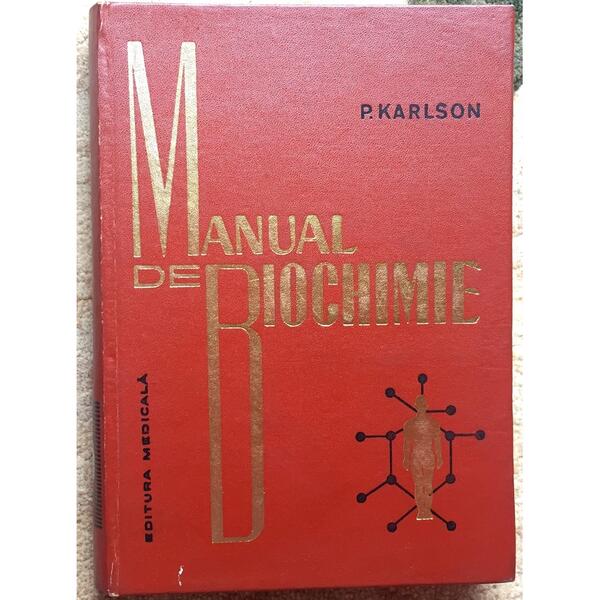 P. KARLSON
MANUAL
DE BIOCHIMIE
EDITURA MEDICALĂ